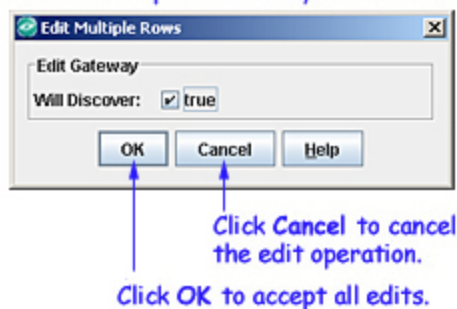 Edit Multiple Rows
Edit Gateway
Will Discover: true
OK Cancel Help
Click Cancel to cancel
the edit operation.
Click OK to accept all edits.